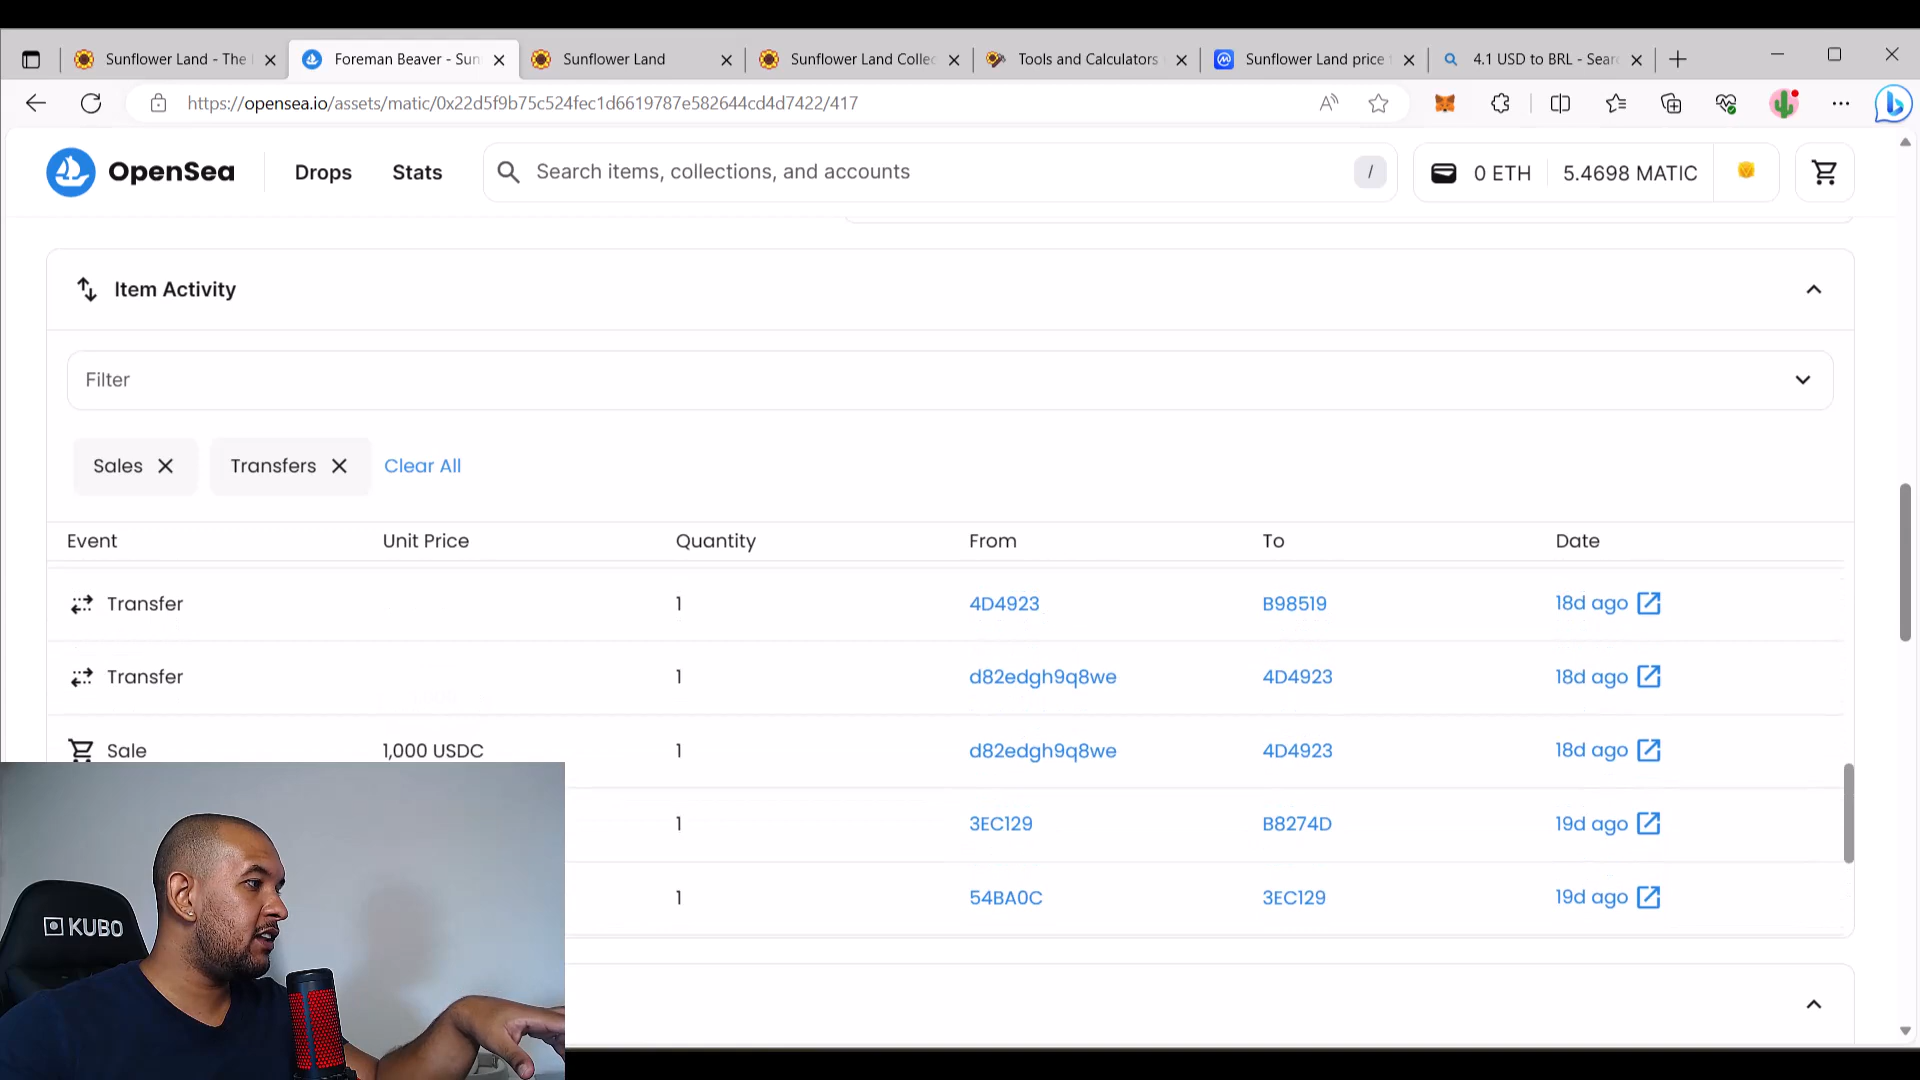 Sunflower Land - The
Foreman Beaver - Sun
Sunflower Land
Sunflower Land Collec
Tools and Calculators
Sunflower Land price
4.1 USD to BRL - Sear
https://opensea.io/assets/matic/0x22d5f9b75c524fec1d6619787e582644cd4d7422/417
OpenSea
Drops
Stats
Search items, collections, and accounts
/
0 ETH
5.4698 MATIC
Item Activity
Filter
Sales
Transfers
Clear All
Event Unit Price Quantity From To Date
Transfer 1 4D4923 B98519 18d ago
Transfer 1 d82edgh9q8we 4D4923 18d ago
Sale 1,000 USDC 1 d82edgh9q8we 4D4923 18d ago
1 3EC129 B8274D 19d ago
1 54BA0C 3EC129 19d ago
KUBO